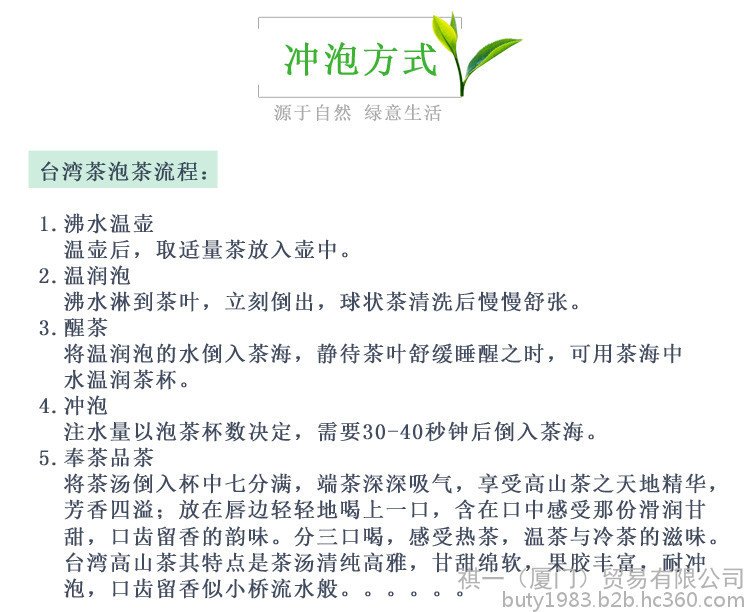 冲泡方式
源于自然 绿意生活
台湾茶泡茶流程：
1. 沸水温壶
温壶后，取适量茶放入壶中。
2. 温润泡
沸水淋到茶叶，立刻倒出，球状茶清洗后慢慢舒张。
3. 醒茶
将温润泡的水倒入茶海，静待茶叶舒缓睡醒之时，可用茶海中
水温润茶杯。
4. 冲泡
注水量以泡茶杯数决定，需要30-40秒钟后倒入茶海。
5. 奉茶品茶
将茶汤倒入杯中七分满，端茶深深吸气，享受高山茶之天地精华，
芳香四溢；放在唇边轻轻地喝上一口，含在口中感受那份滑润甘
甜，口齿留香的韵味。分三口喝，感受热茶，温茶与冷茶的滋味。
台湾高山茶其特点是茶汤清纯高雅，甘甜绵软，果胶丰富，耐冲
泡，口齿留香似小桥流水般。。。。。。
祺一（厦门）贸易有限公司
buty1983.b2b.hc360.com